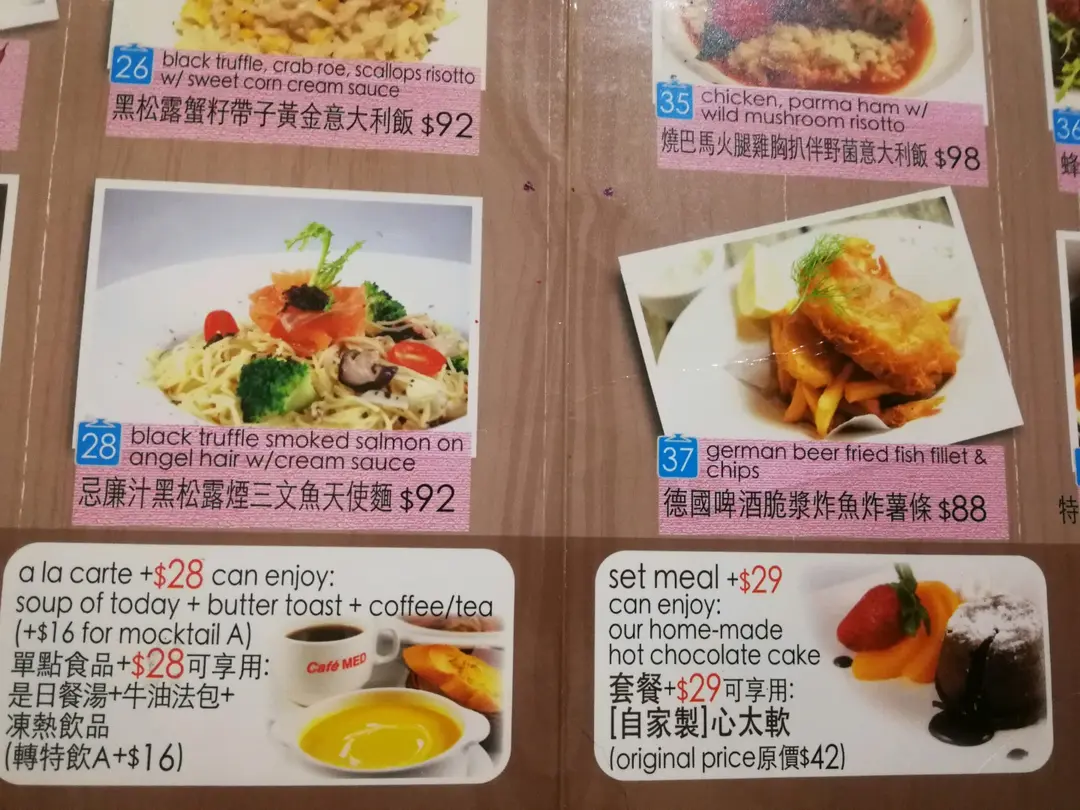 26
black truffle, crab roe, scallops risotto
w/ sweet corn cream sauce
黑松露蟹籽帶子黃金意大利飯 $92
28
black truffle smoked salmon on
angel hair w/cream sauce
忌廉汁黑松露煙三文魚天使麵 $92
a la carte +$28 can enjoy:
soup of today + butter toast + coffee/tea
(+$16 for mocktail A)
單點食品+$28可享用:
是日餐湯+牛油法包+
凍熱飲品
(轉特飲A+$16)
Café MED
35
chicken, parma ham w/
wild mushroom risotto
燒巴馬火腿雞胸扒伴野菌意大利飯 $98
37
german beer fried fish fillet &
chips
德國啤酒脆漿炸魚炸薯條 $88
set meal +$29
can enjoy:
our home-made
hot chocolate cake
套餐+$29可享用:
[自家製]心太軟
(original price原價$42)
36
蜂
特